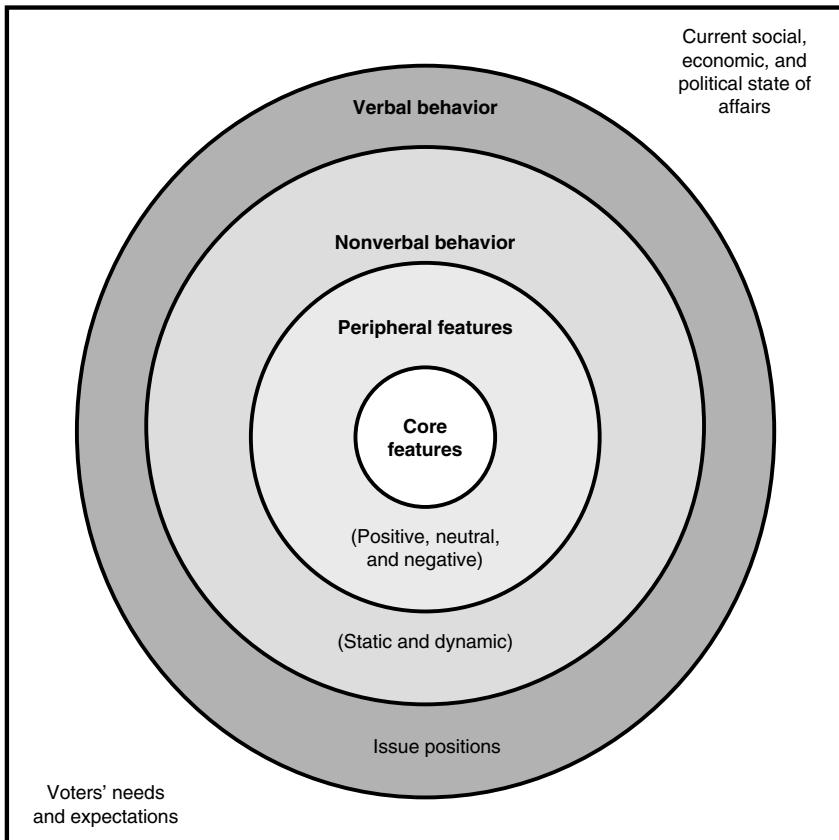 Current social,
economic, and
political state of
affairs
Verbal behavior
Nonverbal behavior
Peripheral features
Core
features
(Positive, neutral,
and negative)
(Static and dynamic)
Issue positions
Voters’ needs
and expectations